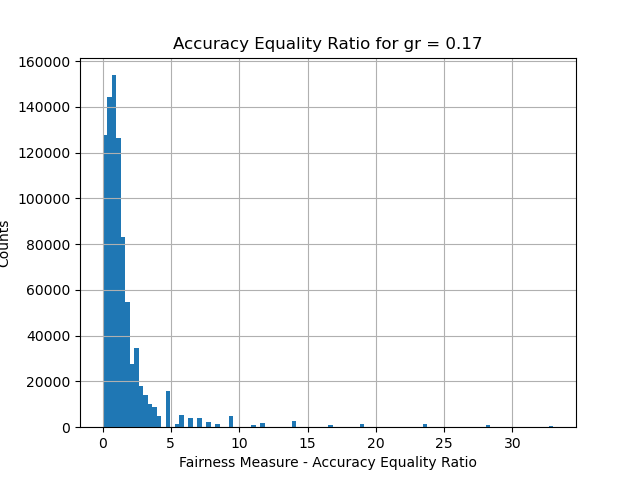 Accuracy Equality Ratio for gr = 0.17
160000
140000
120000
100000
80000
60000
40000
20000
0
Counts
0 5 10 15 20 25 30
Fairness Measure - Accuracy Equality Ratio